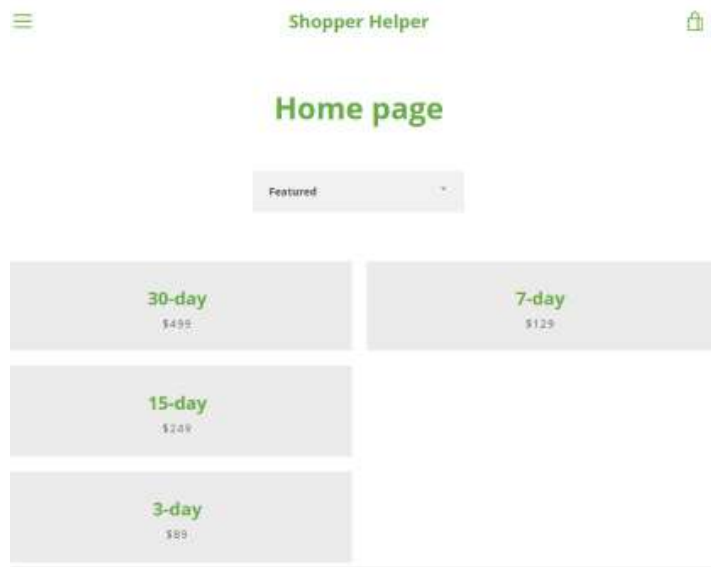 Shopper Helper
Home page
Featured
30-day
$499
7-day
$129
15-day
$249
3-day
$89